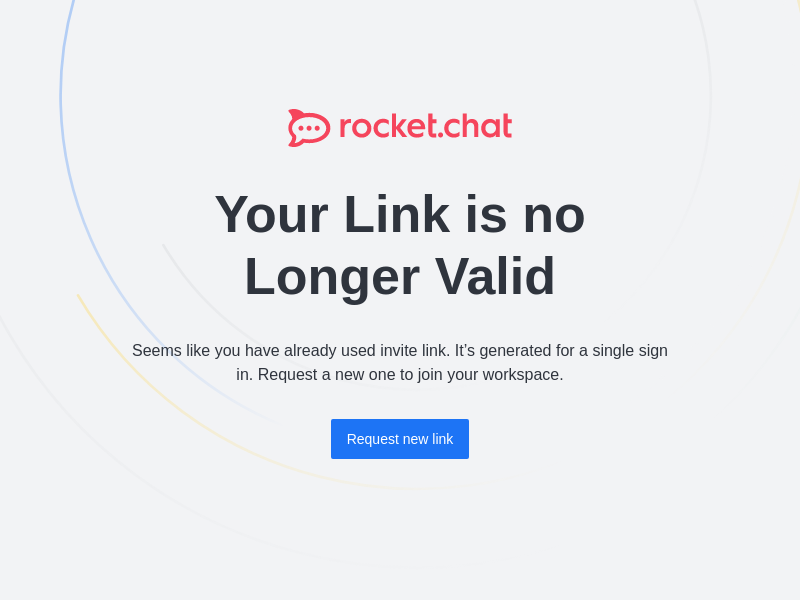 rocket.chat
Your Link is no
Longer Valid
Seems like you have already used invite link. It’s generated for a single sign
in. Request a new one to join your workspace.
Request new link